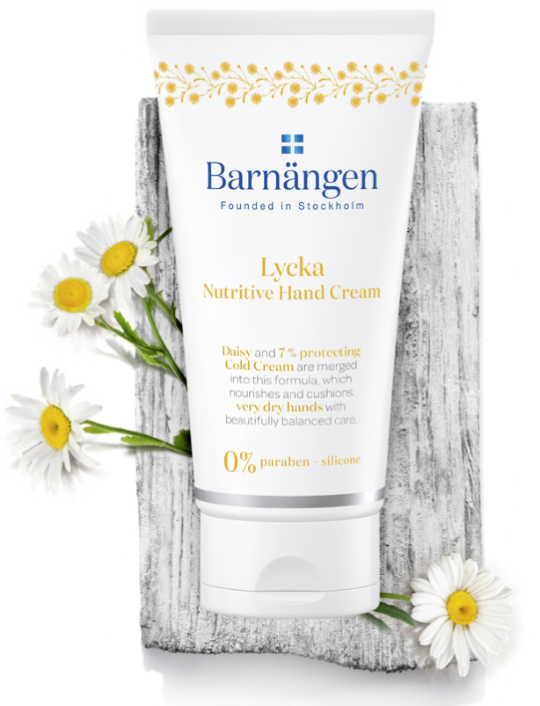 Barnängen
Founded in Stockholm
Lycka
Nutritive Hand Cream
Daisy and 7 % protecting
Cold Cream are merged
into this formula, which
nourishes and cushions
very dry hands with
beautifully balanced care.
0% paraben - silicone